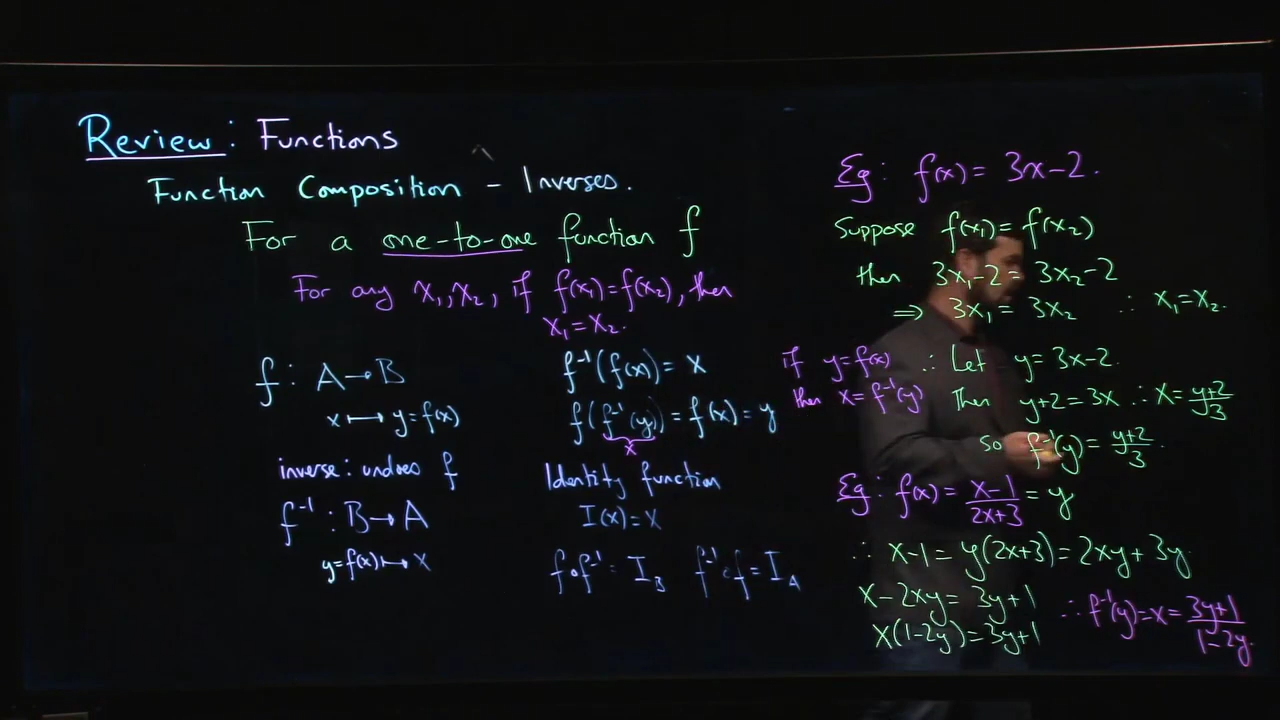 Review: Functions
Function Composition - Inverses.
For a one-to-one function f
For any x₁, x₂, if f(x₁)=f(x₂), then
x₁=x₂.
f: A→B
x ⟼ y=f(x)
inverse: undoes f
f⁻¹: B→A
y=f(x) ⟼ x
f⁻¹(f(x)) = x
f(f⁻¹(y)) = f(x) = y
x
Identity function
I(x)=x
f∘f⁻¹ = I_B f⁻¹∘f = I_A
Eg: f(x) = 3x-2.
Suppose f(x₁)=f(x₂)
then 3x₁-2 = 3x₂-2
⇒ 3x₁ = 3x₂ ∴ x₁=x₂.
if y=f(x) ∴ Let y=3x-2.
then x=f⁻¹(y) Then y+2=3x ∴ x=\frac{y+2}{3}
So f⁻¹(y) = \frac{y+2}{3}.
Eg: f(x) = \frac{x-1}{2x+3} = y
∴ x-1 = y(2x+3) = 2xy+3y.
x-2xy = 3y+1
x(1-2y)=3y+1
∴ f⁻¹(y)=x=\frac{3y+1}{1-2y}.